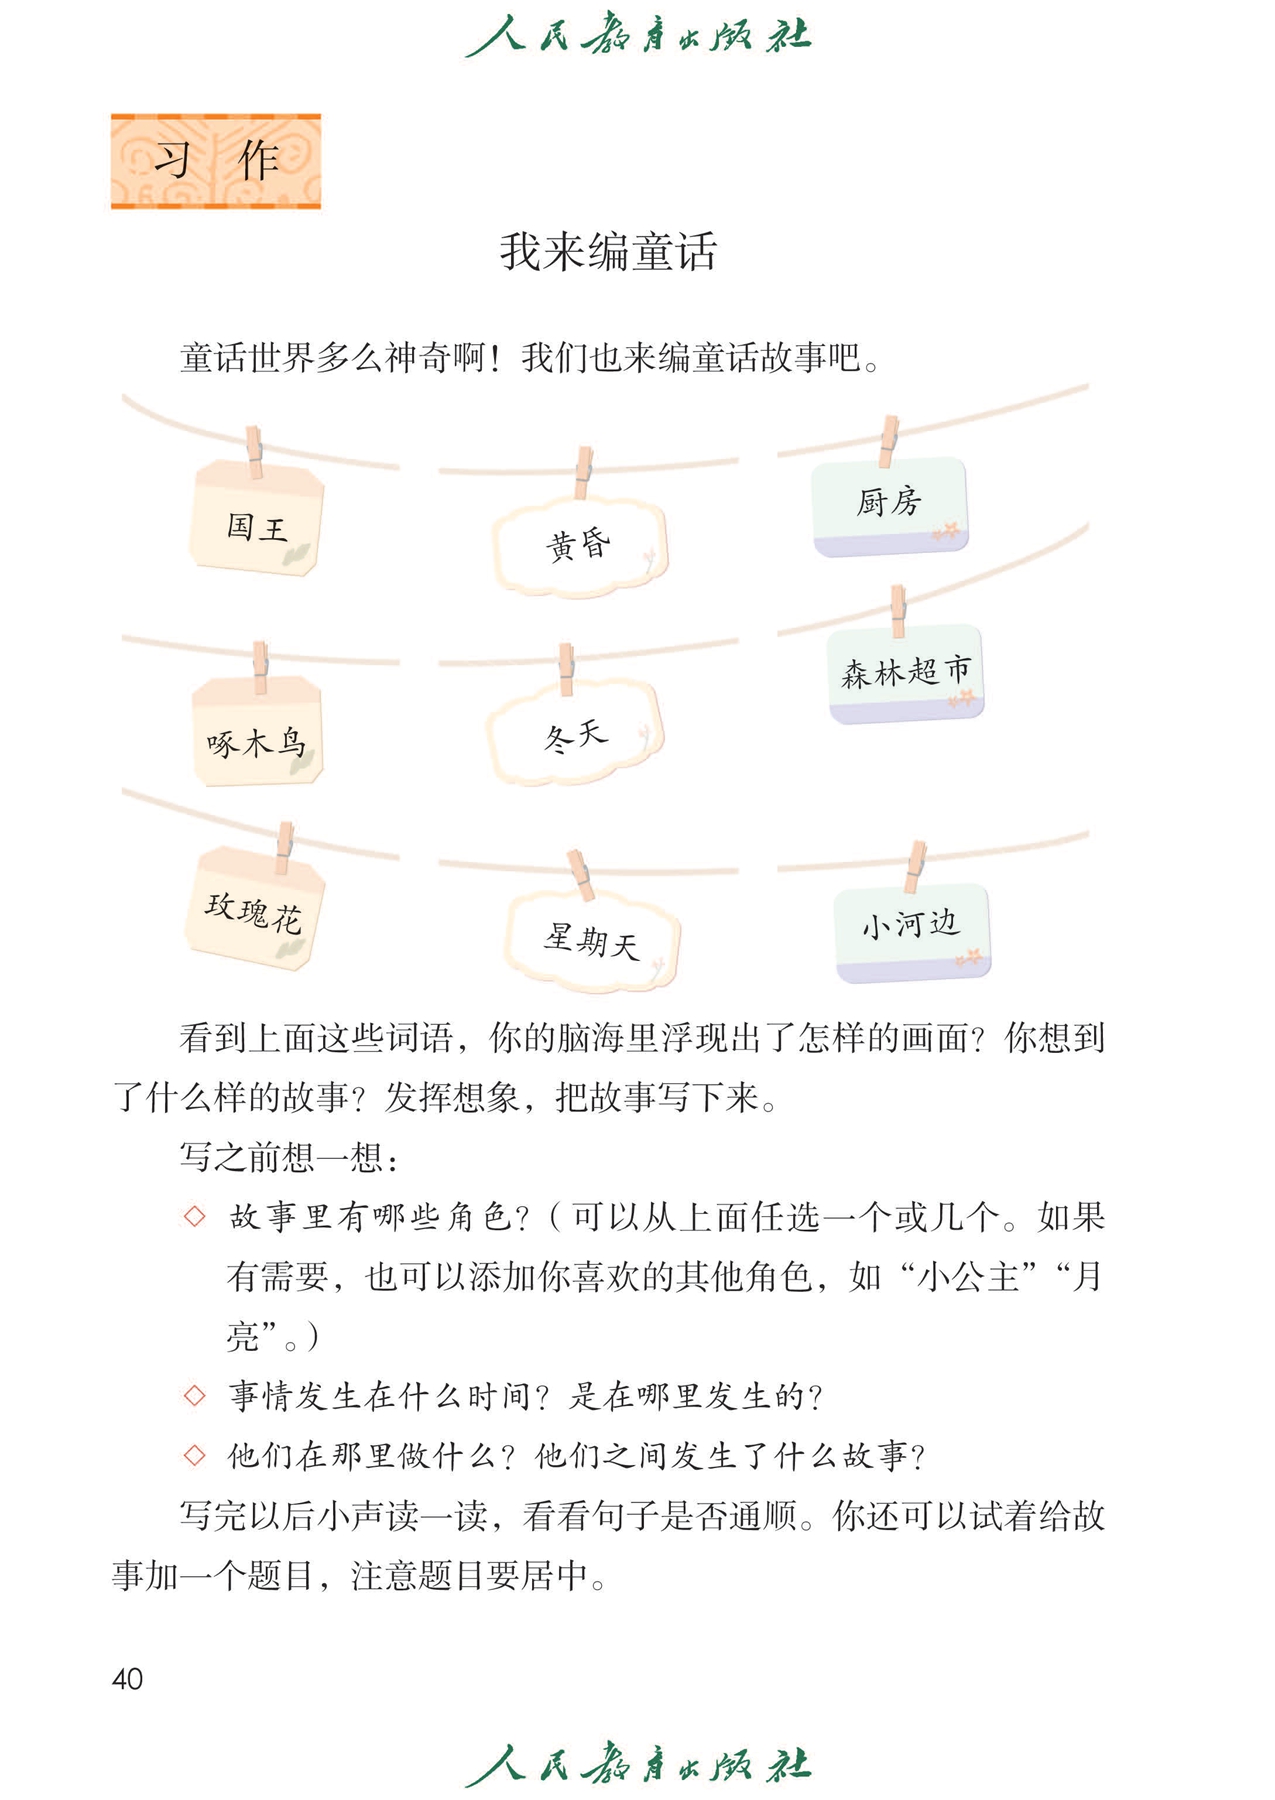 人民教育出版社
习 作
我来编童话
童话世界多么神奇啊！我们也来编童话故事吧。
国王
黄昏
厨房
啄木鸟
冬天
森林超市
玫瑰花
星期天
小河边
看到上面这些词语，你的脑海里浮现出了怎样的画面？你想到
了什么样的故事？发挥想象，把故事写下来。
写之前想一想：
◇ 故事里有哪些角色？（可以从上面任选一个或几个。如果
有需要，也可以添加你喜欢的其他角色，如“小公主”“月
亮”。）
◇ 事情发生在什么时间？是在哪里发生的？
◇ 他们在那里做什么？他们之间发生了什么故事？
写完以后小声读一读，看看句子是否通顺。你还可以试着给故
事加一个题目，注意题目要居中。
40
人民教育出版社